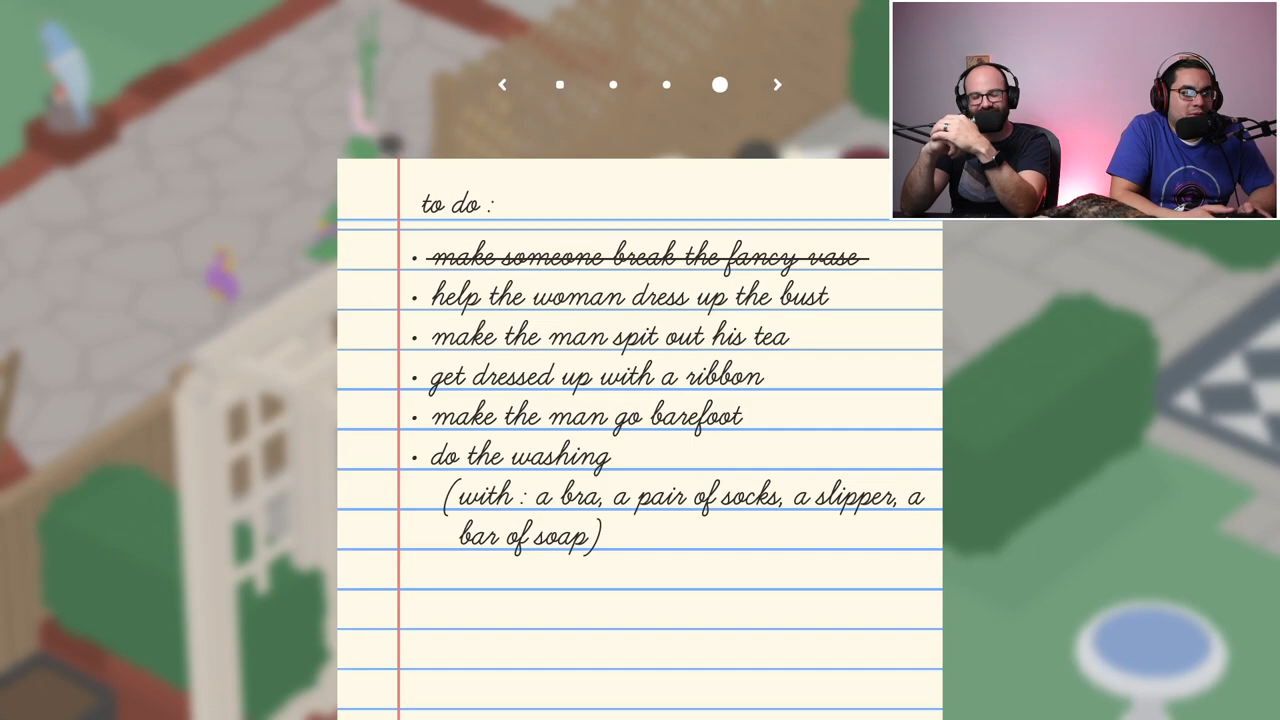 to do :
• make someone break the fancy vase
• help the woman dress up the bust
• make the man spit out his tea
• get dressed up with a ribbon
• make the man go barefoot
• do the washing
(with : a bra, a pair of socks, a slipper, a
bar of soap)